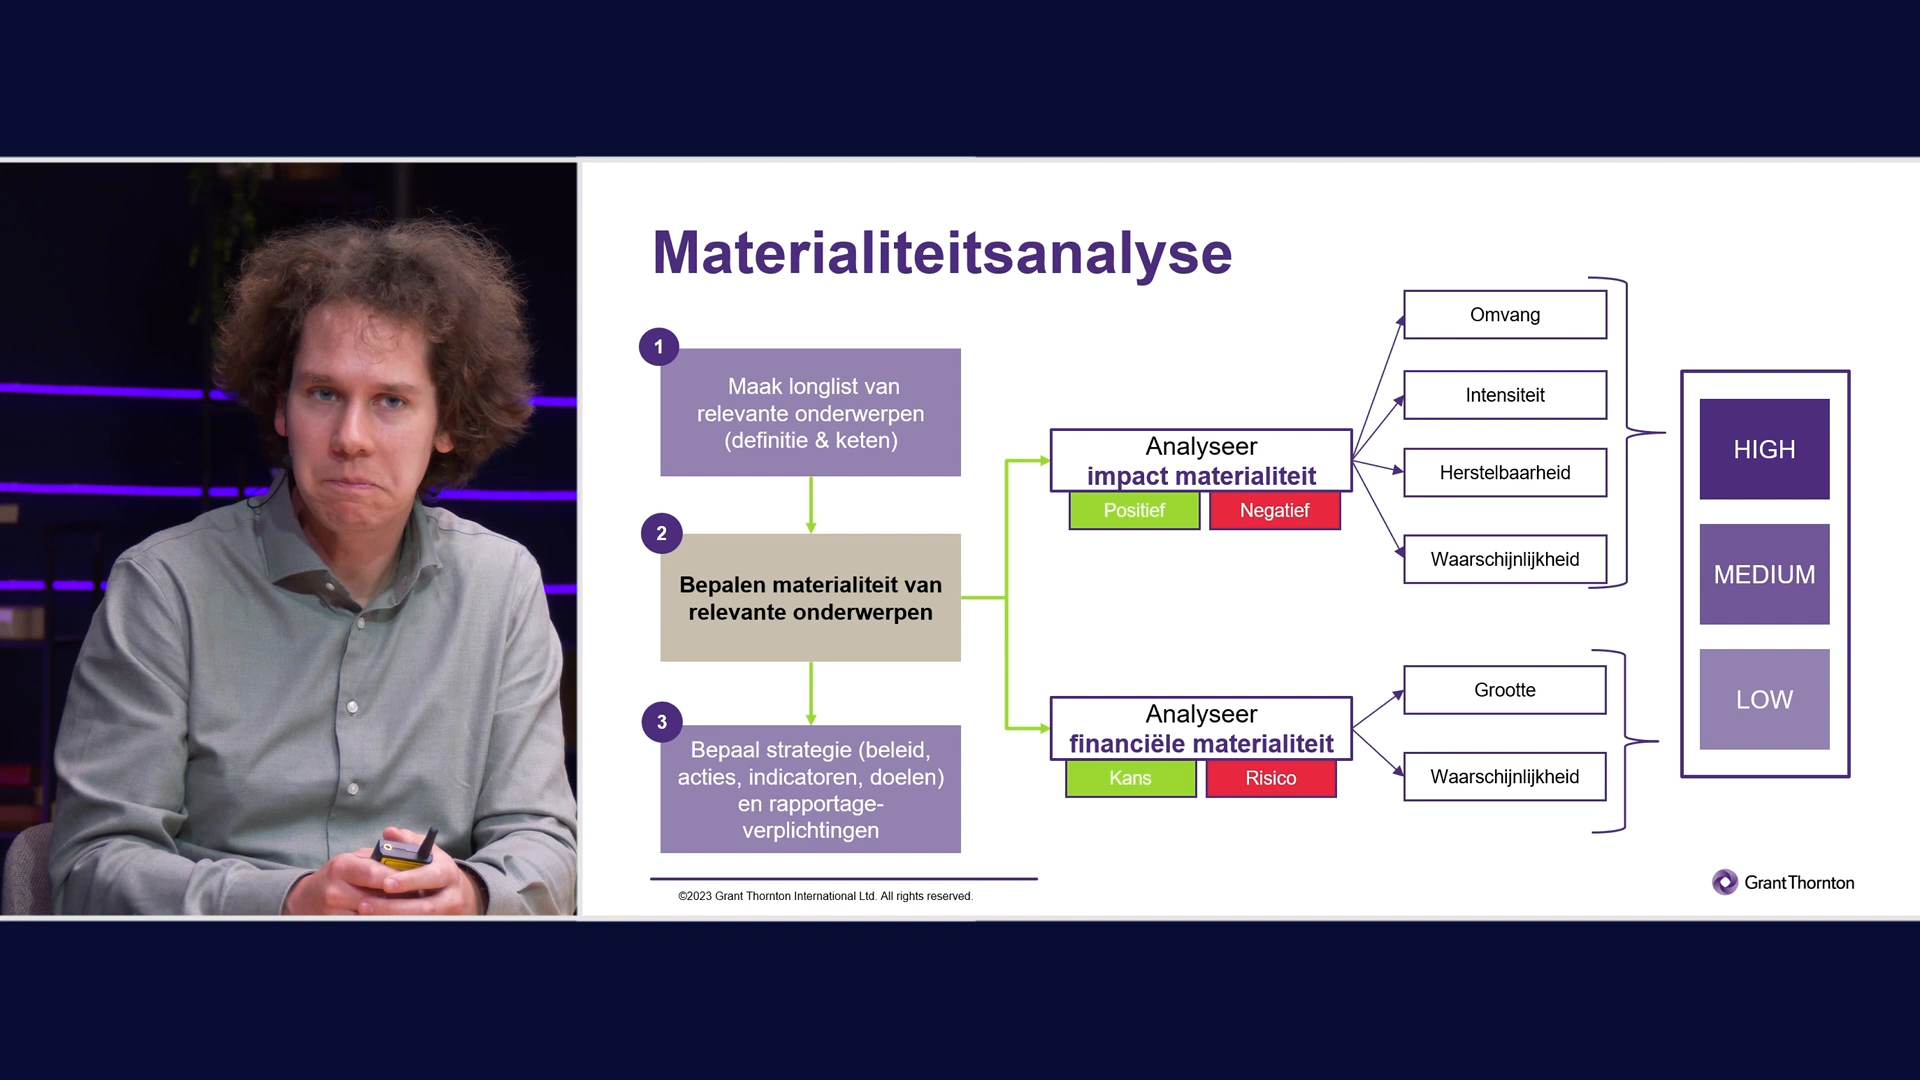 Materialiteitsanalyse
1
Maak longlist van
relevante onderwerpen
(definitie & keten)
2
Bepalen materialiteit van
relevante onderwerpen
3
Bepaal strategie (beleid,
acties, indicatoren, doelen)
en rapportage-
verplichtingen
Analyseer
impact materialiteit
Positief
Negatief
Omvang
Intensiteit
Herstelbaarheid
Waarschijnlijkheid
Analyseer
financiële materialiteit
Kans
Risico
Grootte
Waarschijnlijkheid
HIGH
MEDIUM
LOW
©2023 Grant Thornton International Ltd. All rights reserved.
GrantThornton